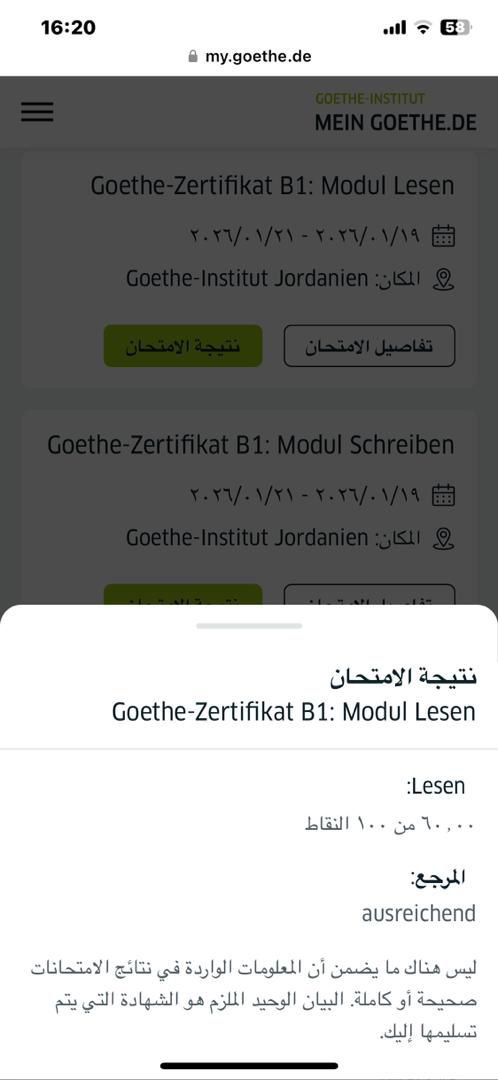 16:20
58
my.goethe.de
GOETHE-INSTITUT
MEIN GOETHE.DE
Goethe-Zertifikat B1: Modul Lesen
٢٠٢٦/٠١/٢١ - ٢٠٢٦/٠١/١٩
المكان: Goethe-Institut Jordanien
تفاصيل الامتحان
نتيجة الامتحان
Goethe-Zertifikat B1: Modul Schreiben
٢٠٢٦/٠١/٢١ - ٢٠٢٦/٠١/١٩
المكان: Goethe-Institut Jordanien
تفاصيل الامتحان
نتيجة الامتحان
نتيجة الامتحان
Goethe-Zertifikat B1: Modul Lesen
Lesen:
٦٠,٠٠ من ١٠٠ النقاط
المرجع:
ausreichend
ليس هناك ما يضمن أن المعلومات الواردة في نتائج الامتحانات
صحيحة أو كاملة. البيان الوحيد الملزم هو الشهادة التي يتم
تسليمها إليك.